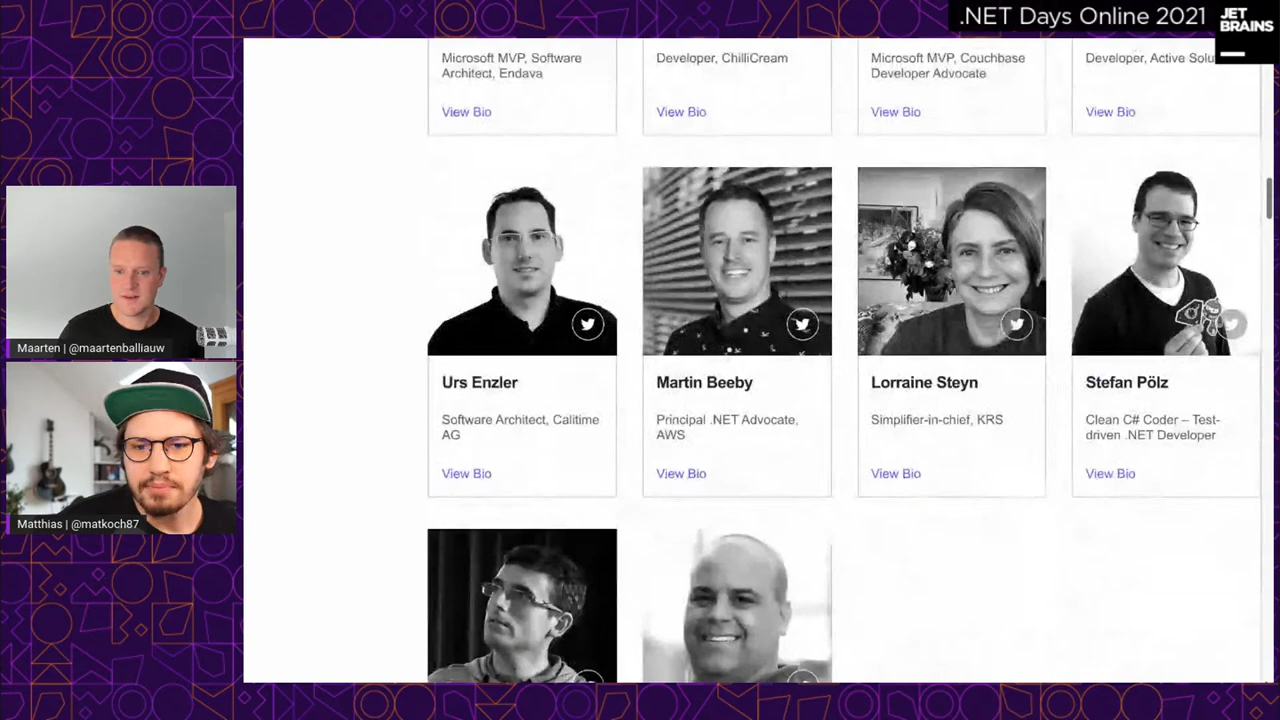 .NET Days Online 2021
JET
BRAINS
Microsoft MVP, Software
Architect, Endava
View Bio
Developer, ChilliCream
View Bio
Microsoft MVP, Couchbase
Developer Advocate
View Bio
Developer, Active Solu
View Bio
Maarten | @maartenballiauw
Matthias | @matkoch87
Urs Enzler
Software Architect, Calitime
AG
View Bio
Martin Beeby
Principal .NET Advocate,
AWS
View Bio
Lorraine Steyn
Simplifier-in-chief, KRS
View Bio
Stefan Pölz
Clean C# Coder – Test-
driven .NET Developer
View Bio